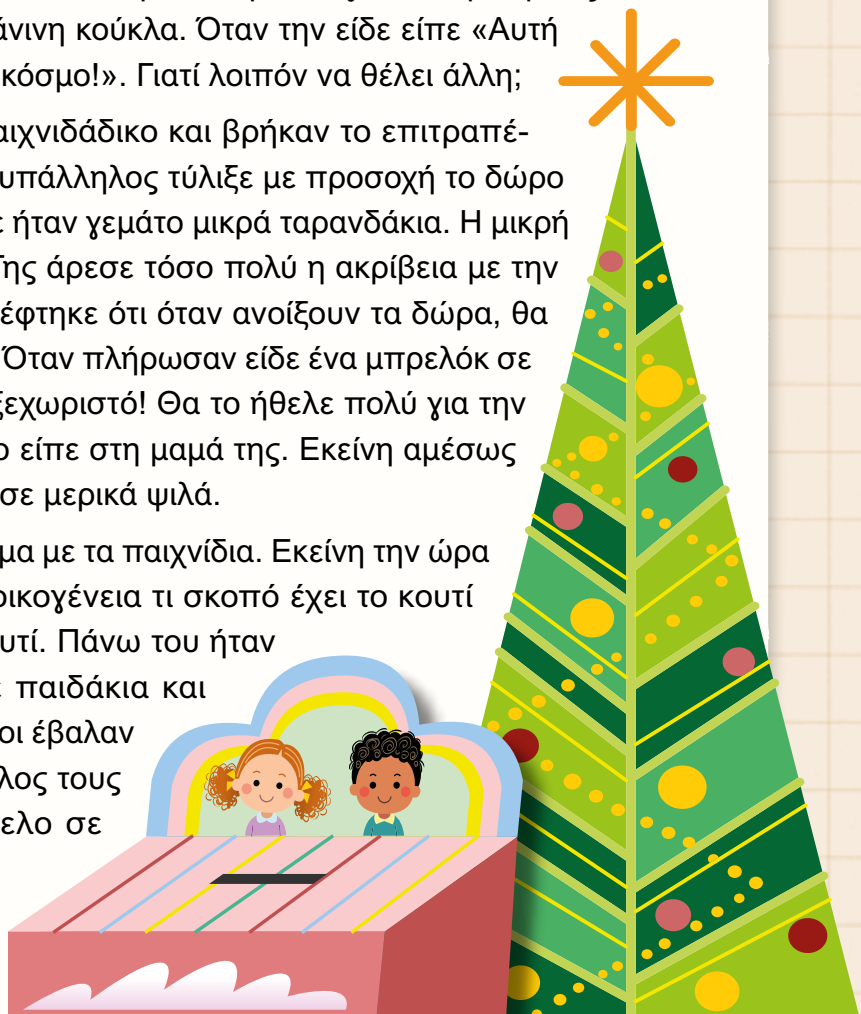 άνινη κούκλα. Όταν την είδε είπε «Αυτή
κόσμο!». Γιατί λοιπόν να θέλει άλλη;
αιχνιδάδικο και βρήκαν το επιτραπέ-
υπάλληλος τύλιξε με προσοχή το δώρο
ε ήταν γεμάτο μικρά ταρανδάκια. Η μικρή
Της άρεσε τόσο πολύ η ακρίβεια με την
έφτηκε ότι όταν ανοίξουν τα δώρα, θα
Όταν πλήρωσαν είδε ένα μπρελόκ σε
ξεχωριστό! Θα το ήθελε πολύ για την
ο είπε στη μαμά της. Εκείνη αμέσως
σε μερικά ψιλά.
μα με τα παιχνίδια. Εκείνη την ώρα
οικογένεια τι σκοπό έχει το κουτί
υτί. Πάνω του ήταν
ε παιδάκια και
οι έβαλαν
λος τους
ελο σε